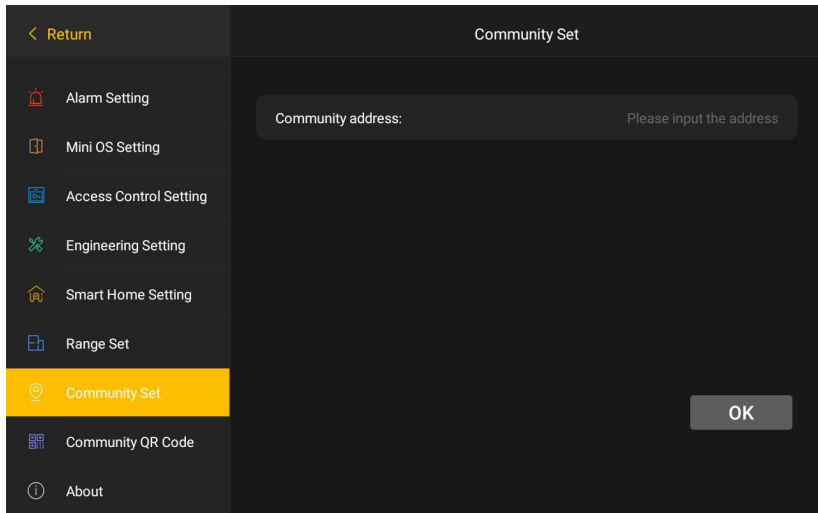 Return
Community Set
Alarm Setting
Community address:
Please input the address
Mini OS Setting
Access Control Setting
Engineering Setting
Smart Home Setting
Range Set
Community Set
OK
Community QR Code
About